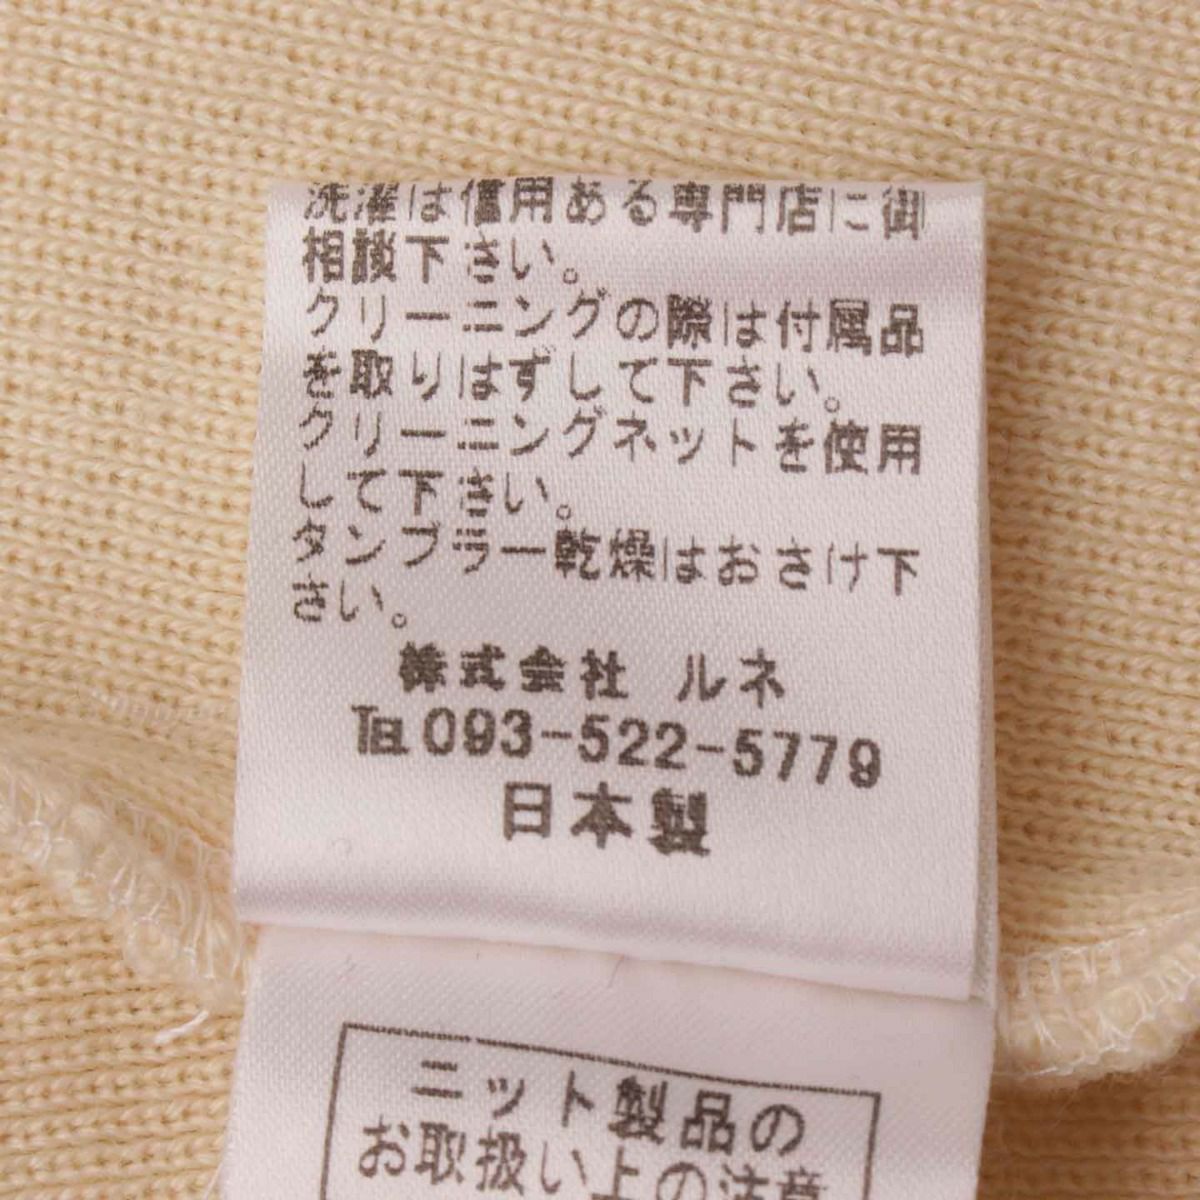 洗濯は信用ある専門店に御
相談下さい。
クリーニングの際は付属品
を取りはずして下さい。
クリーニングネットを使用
して下さい。
タンブラー乾燥はおさけ下
さい。
株式会社 ルネ
℡093-522-5779
日本製
ニット製品の
お取扱い上の注意